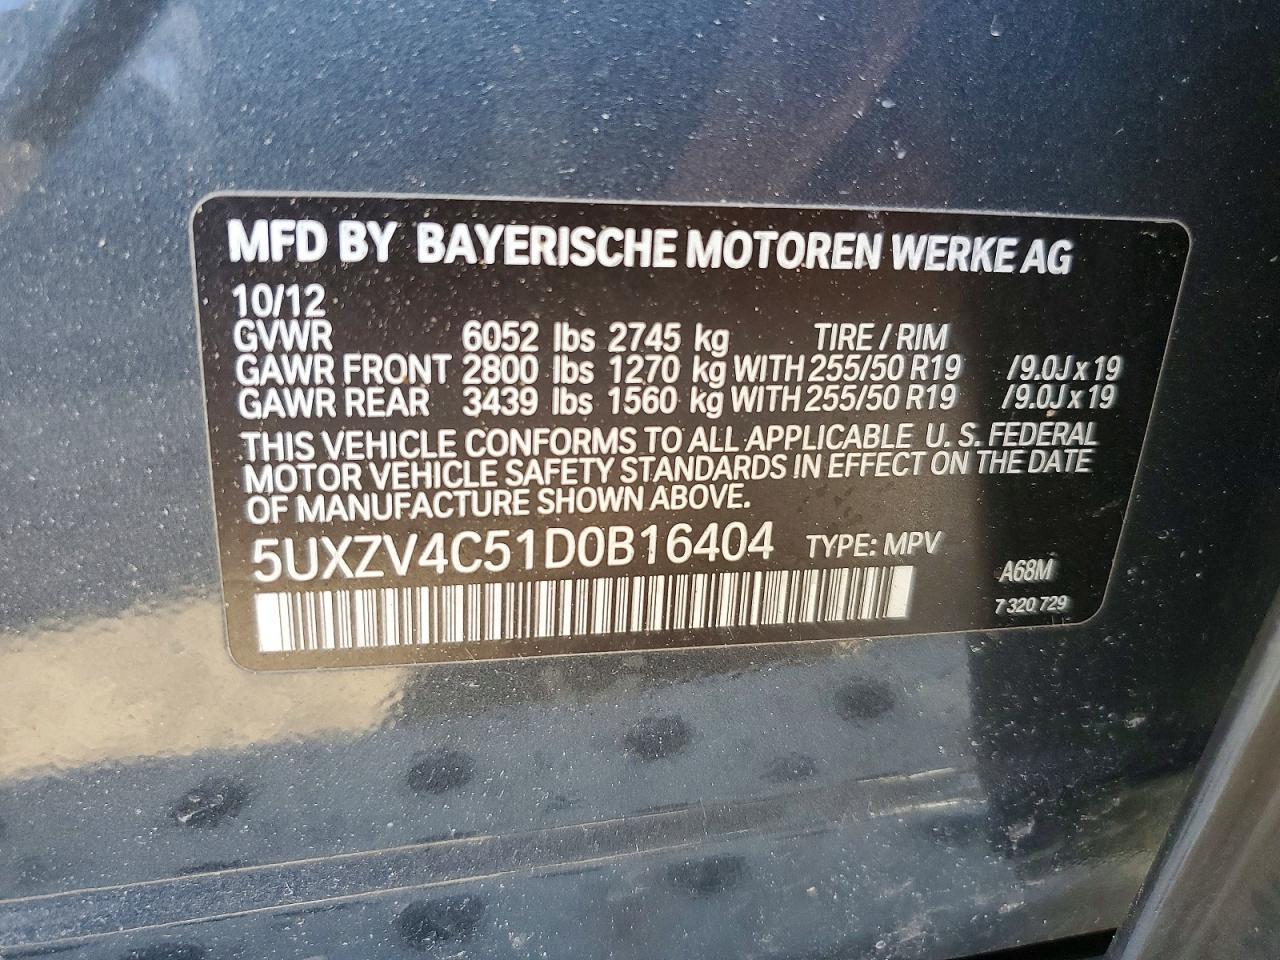 MFD BY BAYERISCHE MOTOREN WERKE AG
10/12
GVWR 6052 lbs 2745 kg TIRE / RIM
GAWR FRONT 2800 lbs 1270 kg WITH 255/50 R19 /9.0J x 19
GAWR REAR 3439 lbs 1560 kg WITH 255/50 R19 /9.0J x 19
THIS VEHICLE CONFORMS TO ALL APPLICABLE U. S. FEDERAL
MOTOR VEHICLE SAFETY STANDARDS IN EFFECT ON THE DATE
OF MANUFACTURE SHOWN ABOVE.
5UXZV4C51D0B16404 TYPE: MPV
A68M
7 320 729